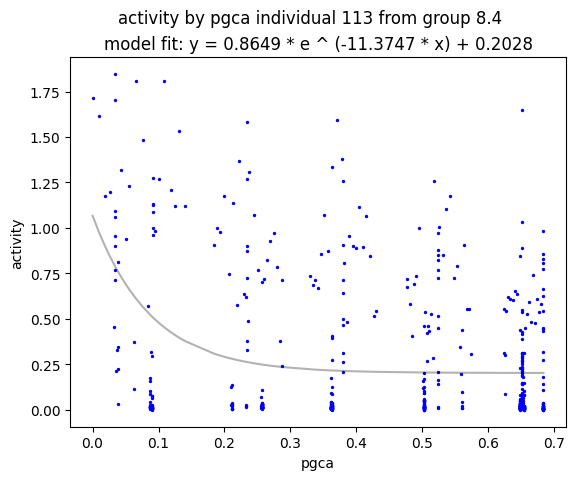 activity by pgca individual 113 from group 8.4
model fit: y = 0.8649 * e ^ (-11.3747 * x) + 0.2028
1.75
1.50
1.25
1.00
0.75
0.50
0.25
0.00
activity
0.0 0.1 0.2 0.3 0.4 0.5 0.6 0.7
pgca